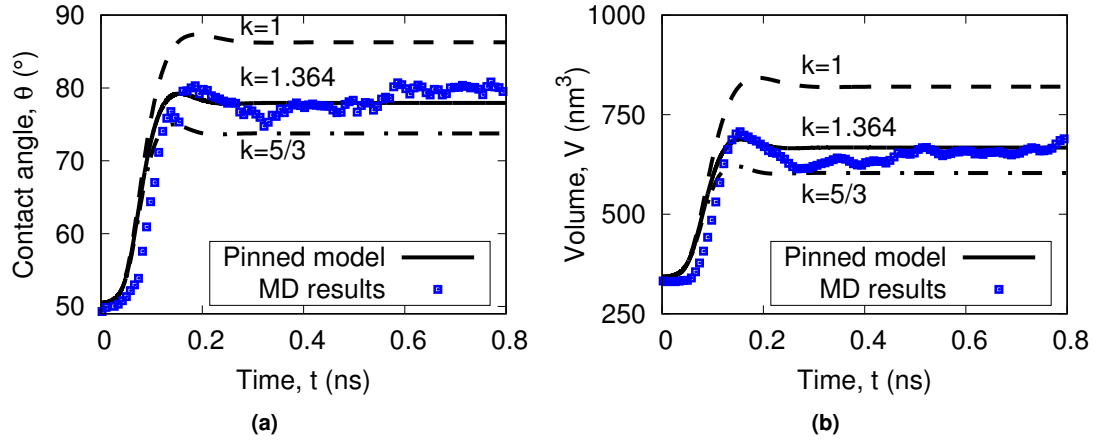 90
80
70
60
50
0
0.2
0.4
0.6
0.8
Contact angle, θ (°)
Time, t (ns)
k=1
k=1.364
k=5/3
Pinned model
MD results
(a)
1000
750
500
250
0
0.2
0.4
0.6
0.8
Volume, V (nm³)
Time, t (ns)
k=1
k=1.364
k=5/3
Pinned model
MD results
(b)